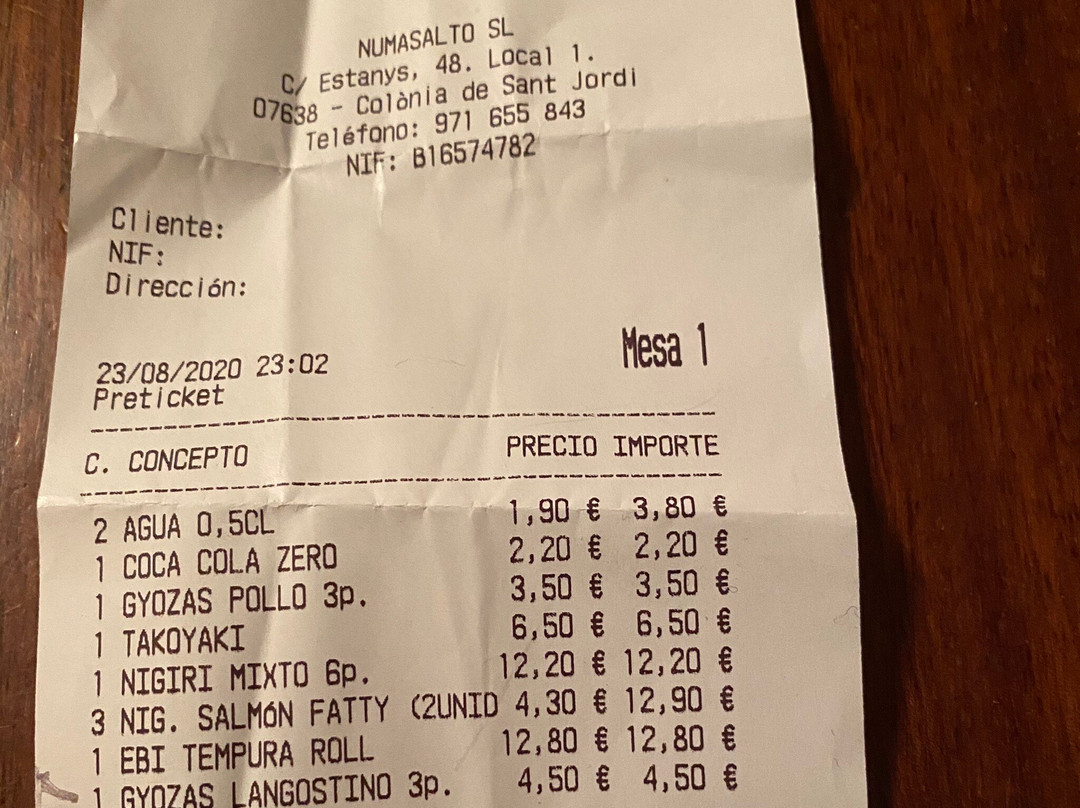 NUMASALTO SL
C/ Estanys, 48. Local 1.
07638 - Colònia de Sant Jordi
Teléfono: 971 655 843
NIF: B16574782
Cliente:
NIF:
Dirección:
Mesa 1
23/08/2020 23:02
Preticket
C. CONCEPTO PRECIO IMPORTE
2 AGUA 0,5CL 1,90 € 3,80 €
1 COCA COLA ZERO 2,20 € 2,20 €
1 GYOZAS POLLO 3p. 3,50 € 3,50 €
1 TAKOYAKI 6,50 € 6,50 €
1 NIGIRI MIXTO 6p. 12,20 € 12,20 €
3 NIG. SALMÓN FATTY (2UNID 4,30 € 12,90 €
1 EBI TEMPURA ROLL 12,80 € 12,80 €
1 GYOZAS LANGOSTINO 3p. 4,50 € 4,50 €